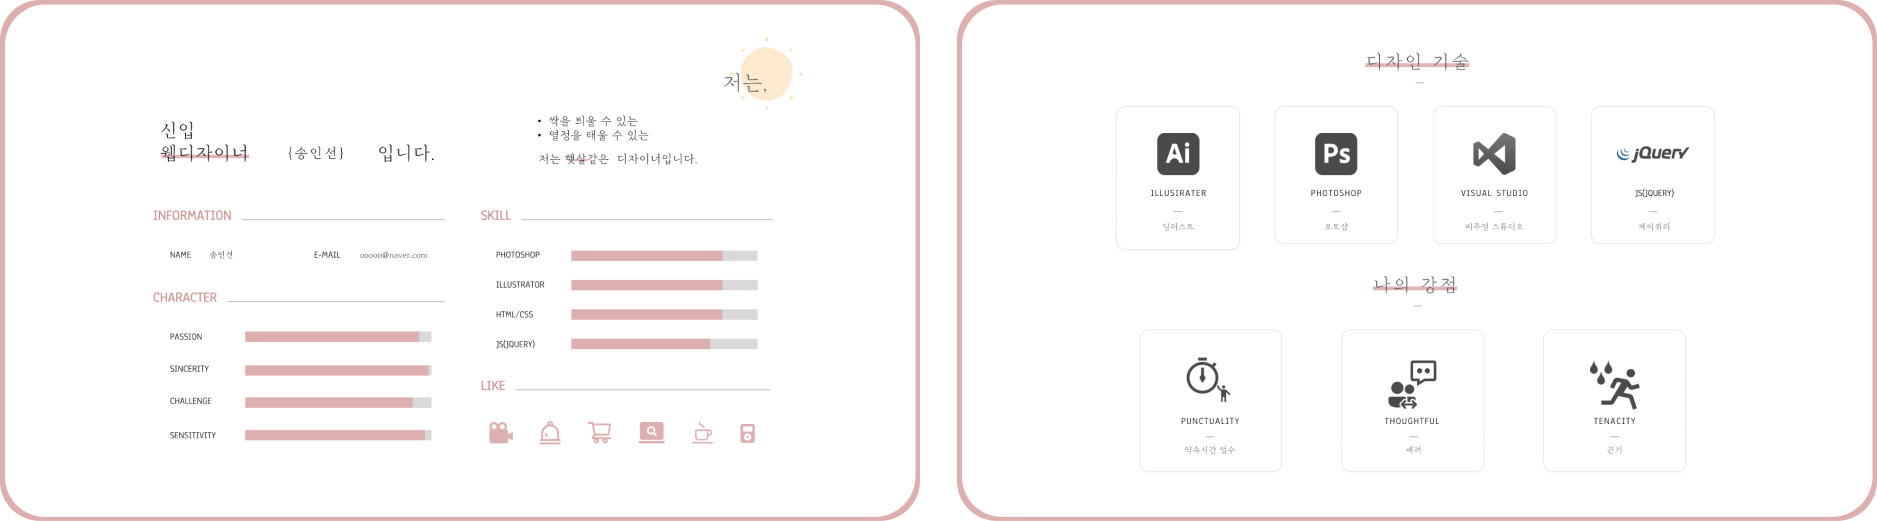 저는,
신입
웹디자이너 {송인선} 입니다.
• 싹을 틔울 수 있는
• 열정을 태울 수 있는
저는 햇살같은 디자이너입니다.
INFORMATION
NAME 송인선 E-MAIL ooooo@naver.com
CHARACTER
PASSION
SINCERITY
CHALLENGE
SENSITIVITY
SKILL
PHOTOSHOP
ILLUSTRATOR
HTML/CSS
JS(JQUERY)
LIKE
디자인 기술
Ai
ILLUSIRATER
일러스트
Ps
PHOTOSHOP
포토샵
VISUAL STUDIO
비주얼 스튜디오
jQuery
JS(JQUERY)
제이쿼리
나의 강점
PUNCTUALITY
약속시간 엄수
THOUGHTFUL
배려
TENACITY
끈기